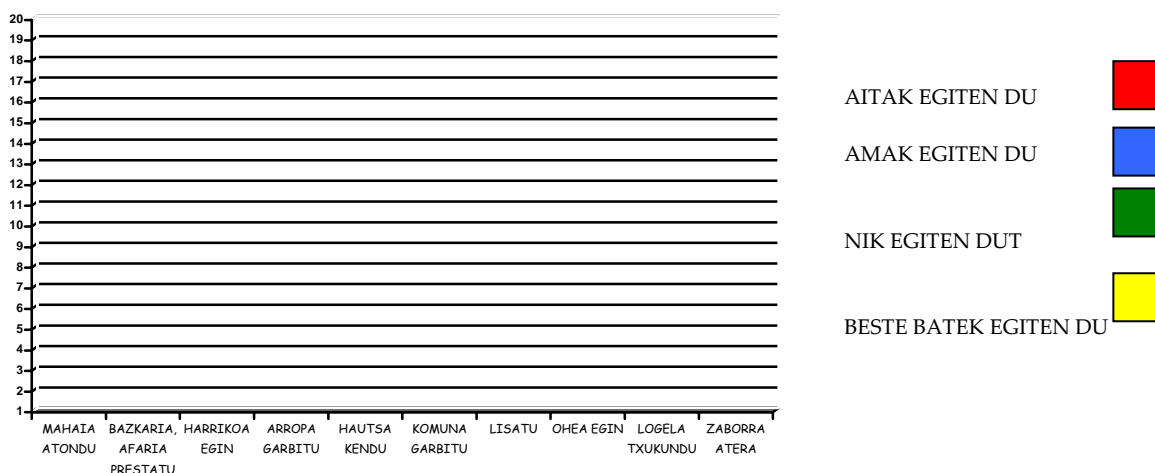 20
19
18
17
16
15
14
13
12
11
10
9
8
7
6
5
4
3
2
1
MAHAIA
ATONDU
BAZKARIA,
AFARIA
PRESTATU
HARRIKOA
EGIN
ARROPA
GARBITU
HAUTSA
KENDU
KOMUNA
GARBITU
LISATU
OHEA EGIN
LOGELA
TXUKUNDU
ZABORRA
ATERA
AITAK EGITEN DU
AMAK EGITEN DU
NIK EGITEN DUT
BESTE BATEK EGITEN DU